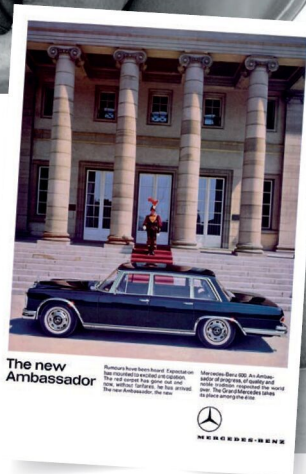 The new
Ambassador
Rumours have been heard. Expectation
has mounted to excited anticipation.
The red carpet has gone out and
now, without fanfares, he has arrived.
The new Ambassador, the new
Mercedes-Benz 600. An Ambas-
sador of progress, of quality and
noble tradition respected the world
over. The Grand Mercedes takes
its place among the elite.
MERCEDES-BENZ